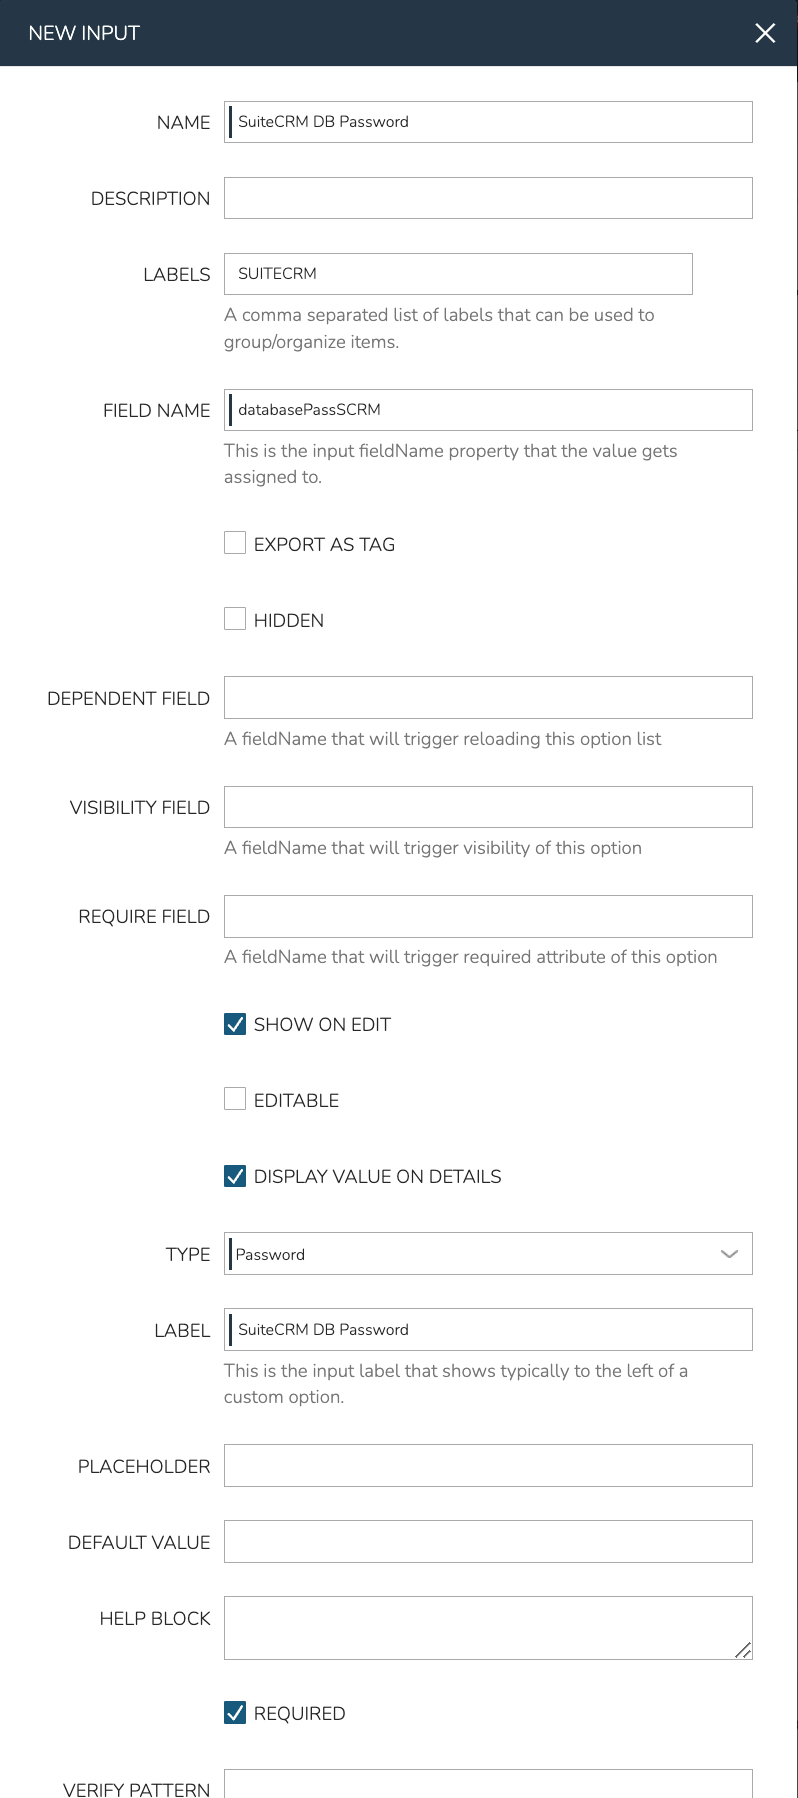 NEW INPUT
NAME
SuiteCRM DB Password
DESCRIPTION
LABELS
SUITECRM
A comma separated list of labels that can be used to
group/organize items.
FIELD NAME
databasePassSCRM
This is the input fieldName property that the value gets
assigned to.
EXPORT AS TAG
HIDDEN
DEPENDENT FIELD
A fieldName that will trigger reloading this option list
VISIBILITY FIELD
A fieldName that will trigger visibility of this option
REQUIRE FIELD
A fieldName that will trigger required attribute of this option
SHOW ON EDIT
EDITABLE
DISPLAY VALUE ON DETAILS
TYPE
Password
LABEL
SuiteCRM DB Password
This is the input label that shows typically to the left of a
custom option.
PLACEHOLDER
DEFAULT VALUE
HELP BLOCK
REQUIRED
VERIFY PATTERN